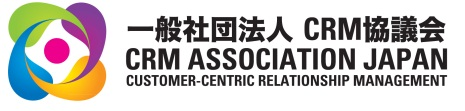 一般社団法人 CRM協議会
CRM ASSOCIATION JAPAN
CUSTOMER-CENTRIC RELATIONSHIP MANAGEMENT